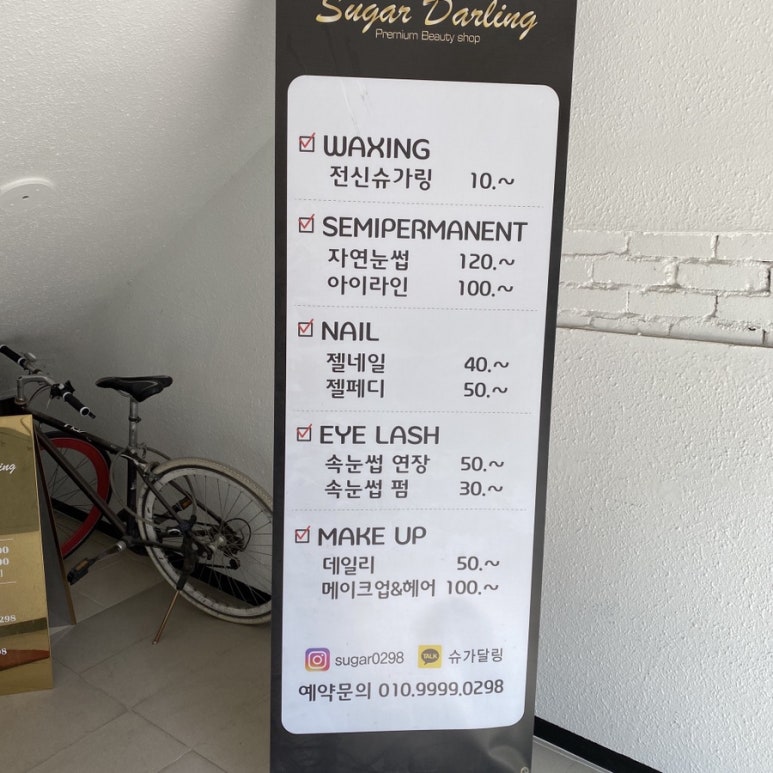 Sugar Darling
Premium Beauty shop
WAXING
전신슈가링 10.~
SEMIPERMANENT
자연눈썹 120.~
아이라인 100.~
NAIL
젤네일 40.~
젤페디 50.~
EYE LASH
속눈썹 연장 50.~
속눈썹 펌 30.~
MAKE UP
데일리 50.~
메이크업&헤어 100.~
sugar0298 TALK 슈가달링
예약문의 010.9999.0298